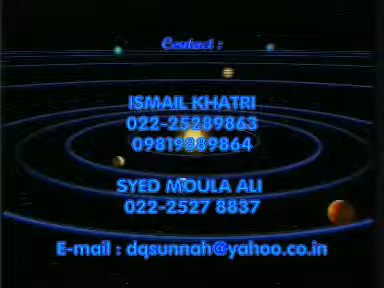 Contact :
ISMAIL KHATRI
022-25289863
09819889864
SYED MOULA ALI
022-2527 8837
E-mail : dqsunnah@yahoo.co.in